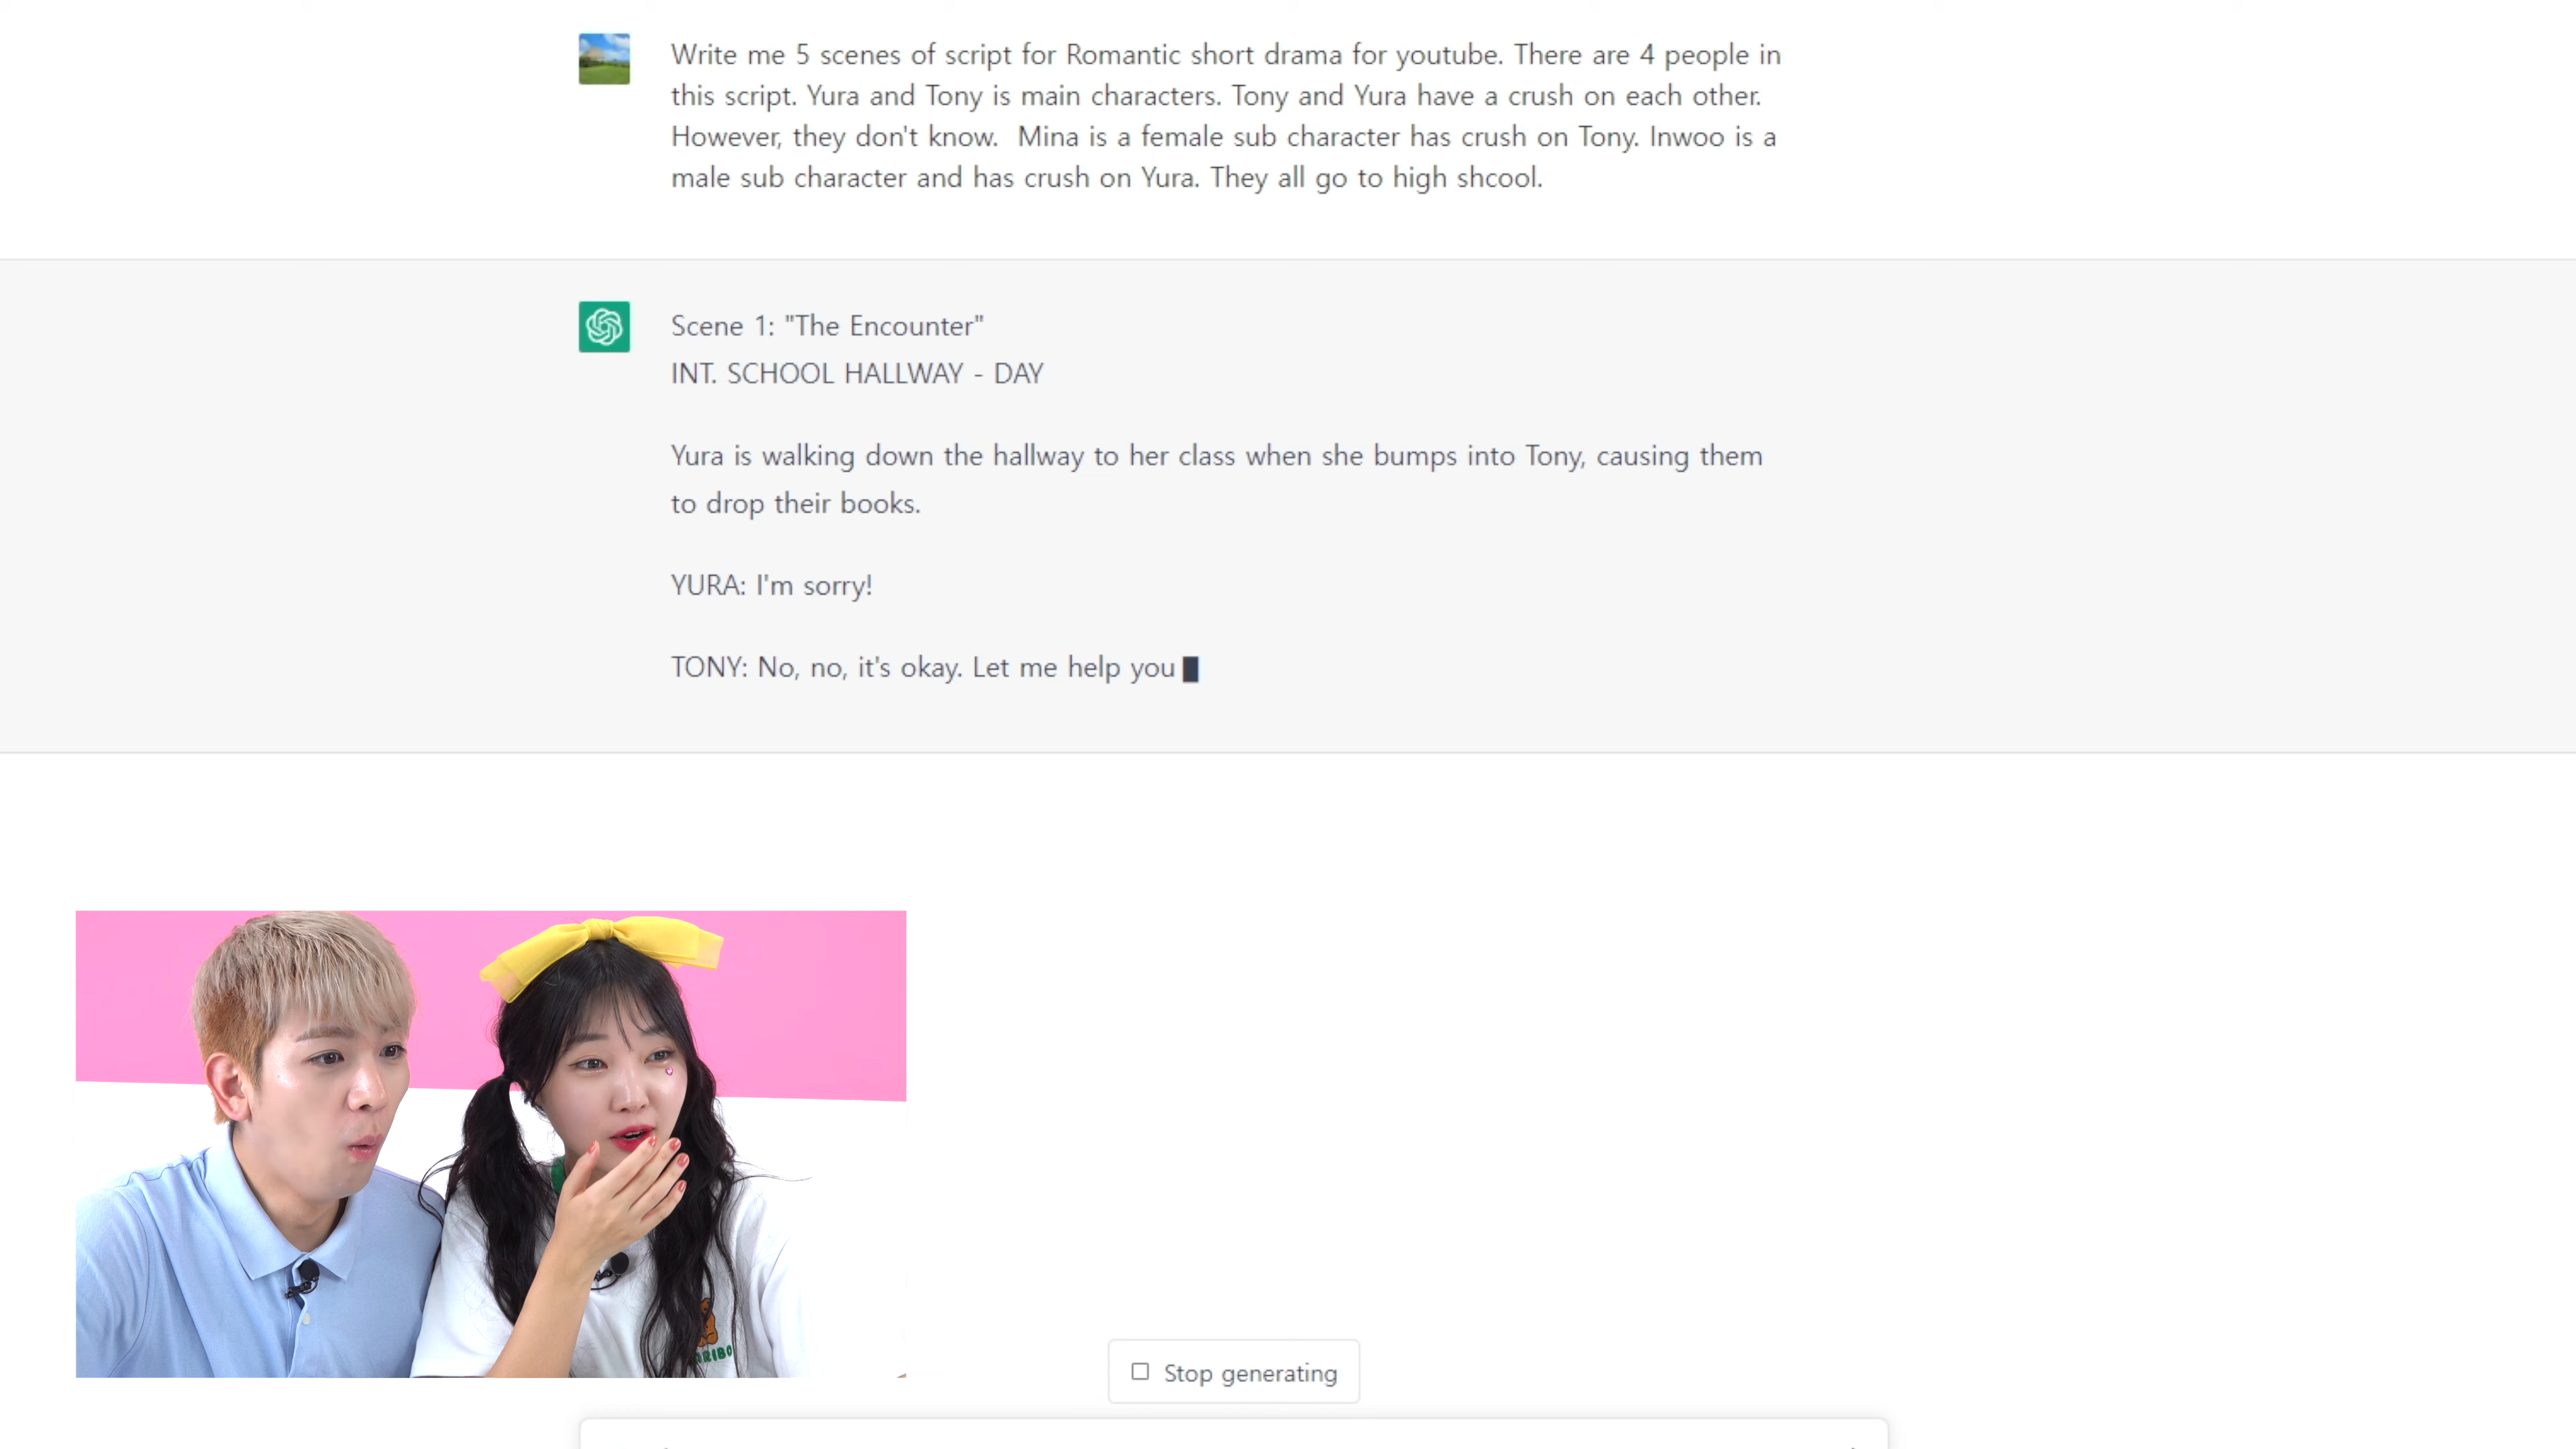 Write me 5 scenes of script for Romantic short drama for youtube. There are 4 people in
this script. Yura and Tony is main characters. Tony and Yura have a crush on each other.
However, they don't know.  Mina is a female sub character has crush on Tony. Inwoo is a
male sub character and has crush on Yura. They all go to high shcool.
Scene 1: "The Encounter"
INT. SCHOOL HALLWAY - DAY
Yura is walking down the hallway to her class when she bumps into Tony, causing them
to drop their books.
YURA: I'm sorry!
TONY: No, no, it's okay. Let me help you
Stop generating